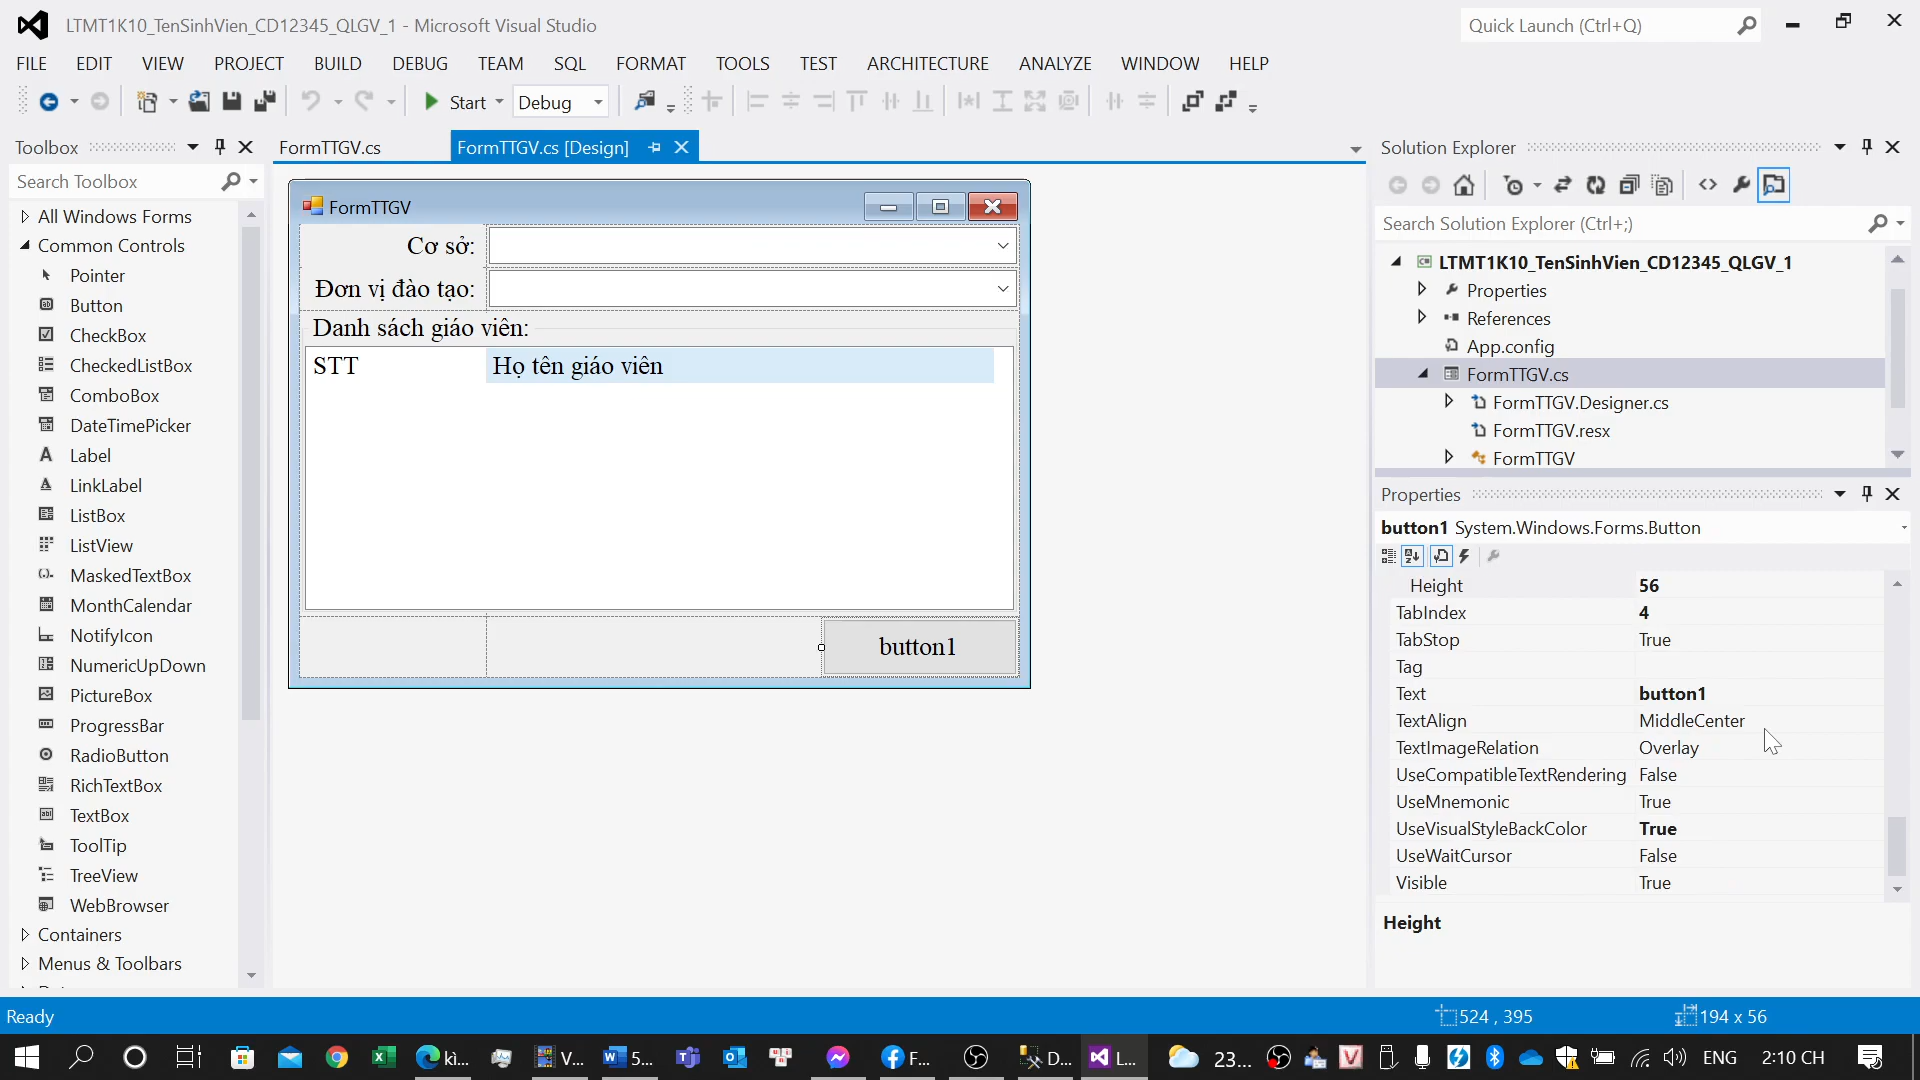 LTMT1K10_TenSinhVien_CD12345_QLGV_1 - Microsoft Visual Studio
Quick Launch (Ctrl+Q)
FILE EDIT VIEW PROJECT BUILD DEBUG TEAM SQL FORMAT TOOLS TEST ARCHITECTURE ANALYZE WINDOW HELP
Start Debug
Toolbox
Search Toolbox
All Windows Forms
Common Controls
Pointer
Button
CheckBox
CheckedListBox
ComboBox
DateTimePicker
Label
LinkLabel
ListBox
ListView
MaskedTextBox
MonthCalendar
NotifyIcon
NumericUpDown
PictureBox
ProgressBar
RadioButton
RichTextBox
TextBox
ToolTip
TreeView
WebBrowser
Containers
Menus & Toolbars
FormTTGV.cs
FormTTGV.cs [Design]
FormTTGV
Cơ sở:
Đơn vị đào tạo:
Danh sách giáo viên:
STT Họ tên giáo viên
button1
Solution Explorer
Search Solution Explorer (Ctrl+;)
LTMT1K10_TenSinhVien_CD12345_QLGV_1
Properties
References
App.config
FormTTGV.cs
FormTTGV.Designer.cs
FormTTGV.resx
FormTTGV
Properties
button1 System.Windows.Forms.Button
Height 56
TabIndex 4
TabStop True
Tag
Text button1
TextAlign MiddleCenter
TextImageRelation Overlay
UseCompatibleTextRendering False
UseMnemonic True
UseVisualStyleBackColor True
UseWaitCursor False
Visible True
Height
Ready
524 , 395
194 x 56
kì...
V...
5...
F...
D...
L...
23...
ENG
2:10 CH